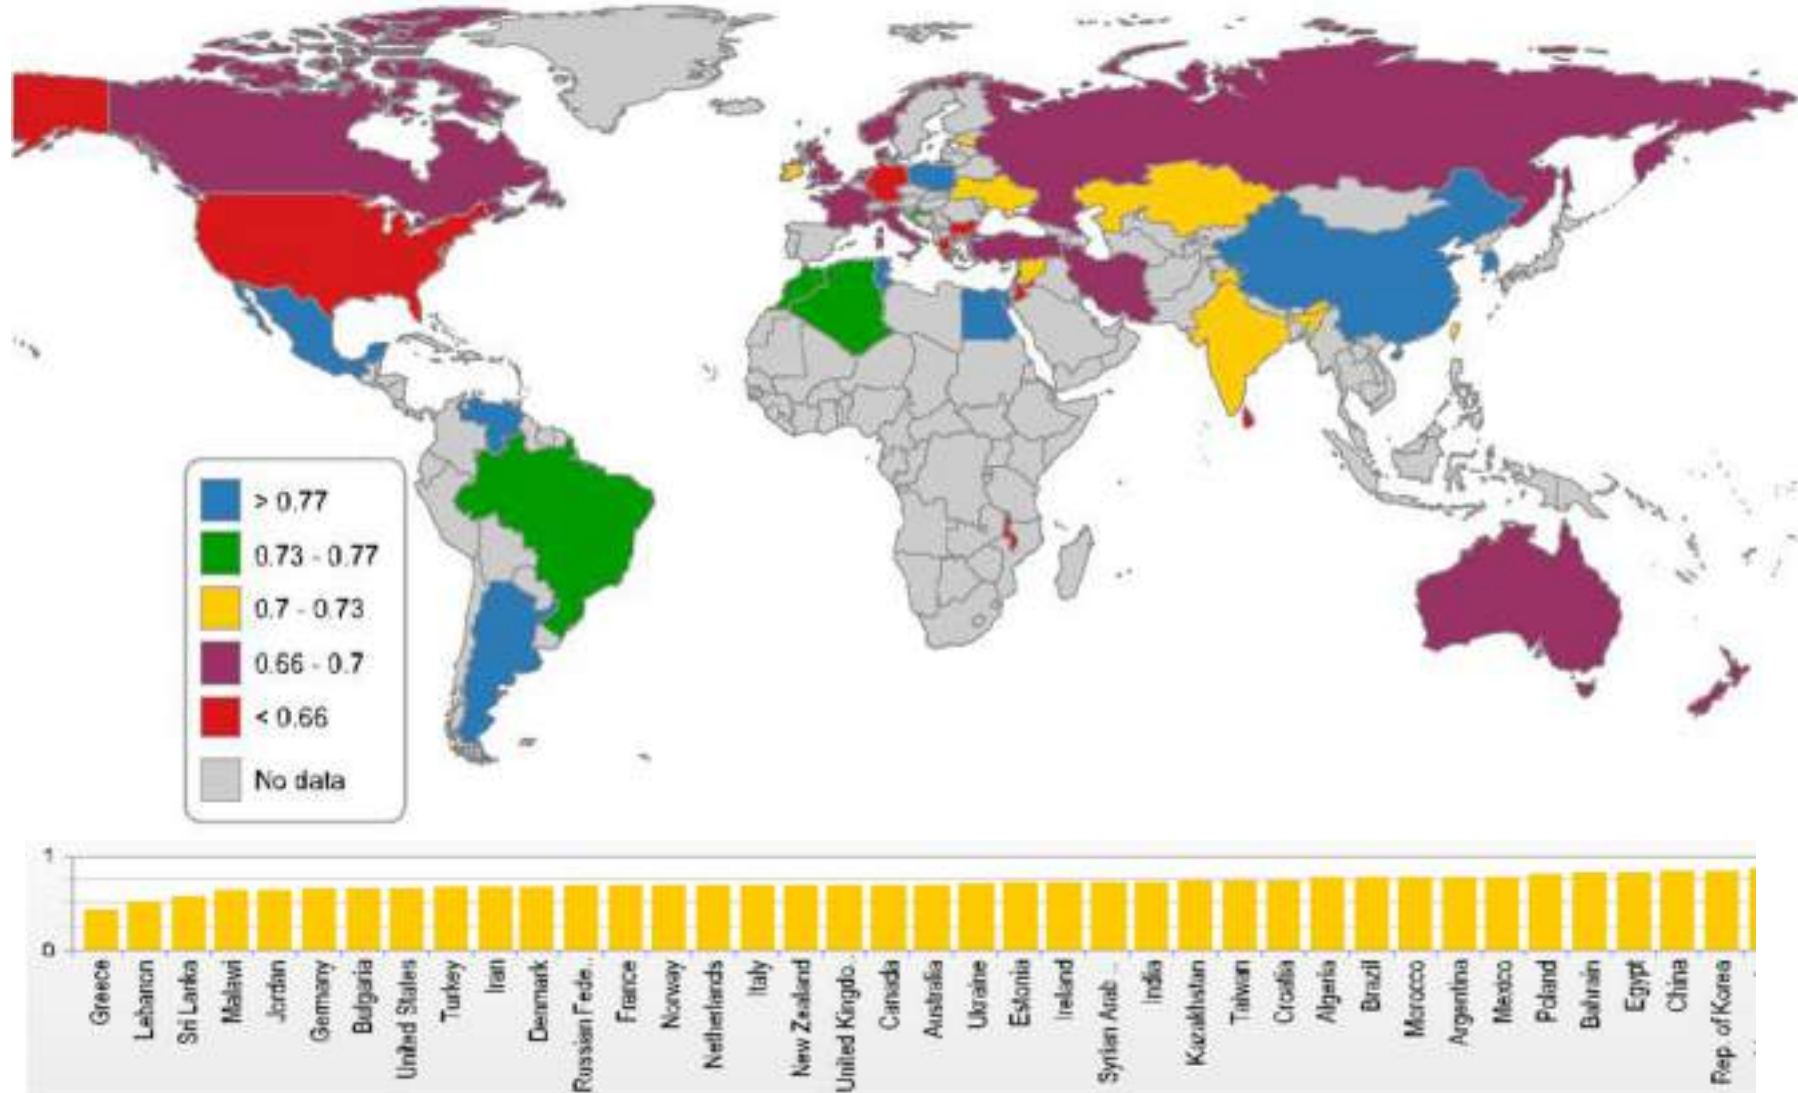 > 0.77
0.73 - 0.77
0.7 - 0.73
0.66 - 0.7
< 0.66
No data
1
0
Greece
Lebanon
Sri Lanka
Malawi
Jordan
Germany
Bulgaria
United States
Turkey
Iran
Denmark
Russian Fede..
France
Norway
Netherlands
Italy
New Zealand
United Kingdo.
Canada
Australia
Ukraine
Estonia
Ireland
Syrian Arab ...
India
Kazakhstan
Taiwan
Croatia
Algeria
Brazil
Morocco
Argentina
Mexico
Poland
Bahrain
Egypt
China
Rep. of Korea